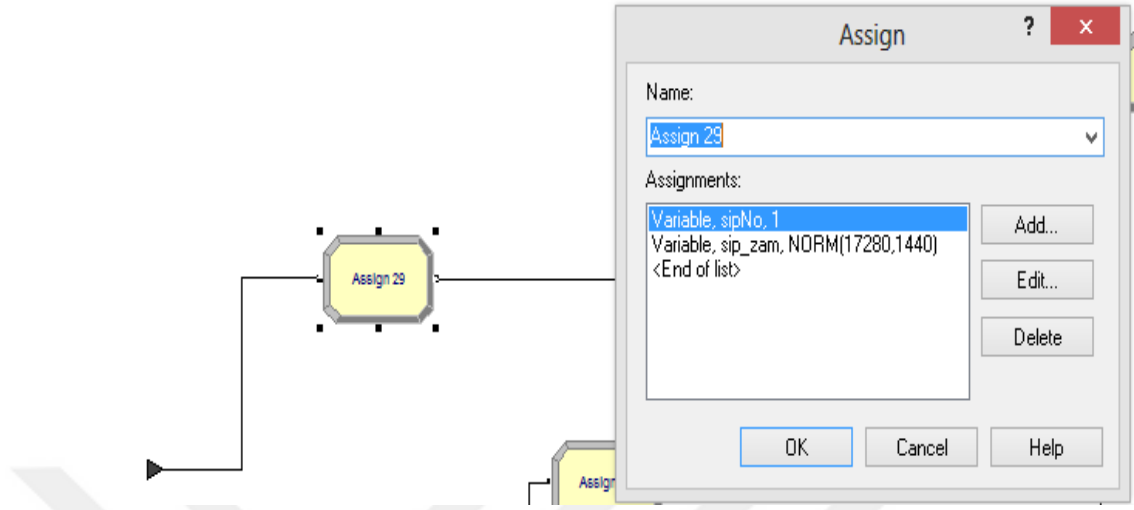 Assign
?
x
Name:
Assign 29
Assignments:
Variable, sipNo, 1
Variable, sip_zam, NORM(17280,1440)
<End of list>
Add...
Edit...
Delete
OK
Cancel
Help
Assign 29
Assign